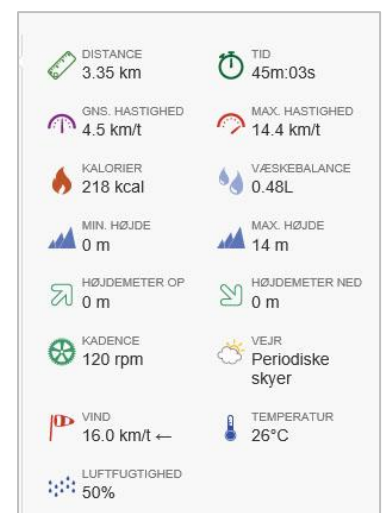 DISTANCE
3.35 km
TID
45m:03s
GNS. HASTIGHED
4.5 km/t
MAX. HASTIGHED
14.4 km/t
KALORIER
218 kcal
VÆSKEBALANCE
0.48L
MIN. HØJDE
0 m
MAX. HØJDE
14 m
HØJDEMETER OP
0 m
HØJDEMETER NED
0 m
KADENCE
120 rpm
VEJR
Periodiske
skyer
VIND
16.0 km/t ←
TEMPERATUR
26°C
LUFTFUGTIGHED
50%